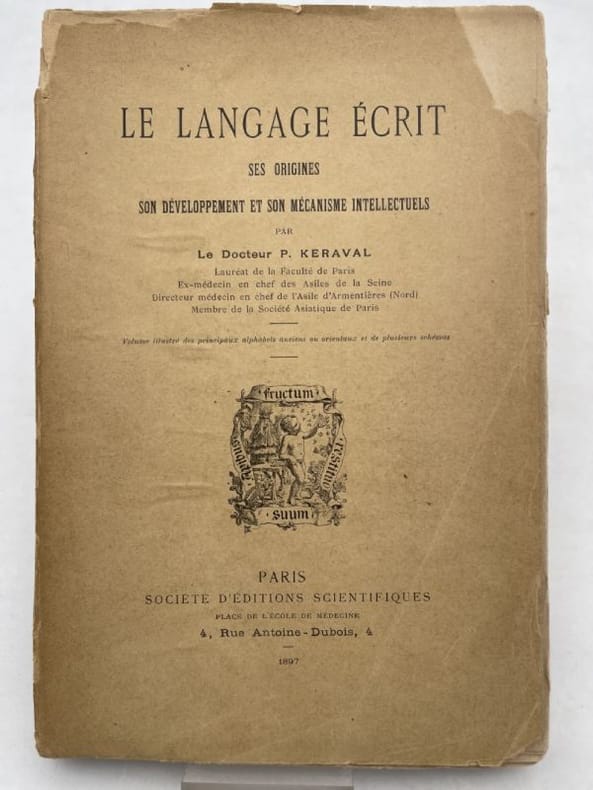 LE LANGAGE ÉCRIT
SES ORIGINES
SON DÉVELOPPEMENT ET SON MÉCANISME INTELLECTUELS
PAR
Le Docteur P. KERAVAL
Lauréat de la Faculté de Paris
Ex-médecin en chef des Asiles de la Seine
Directeur médecin en chef de l'Asile d'Armentières (Nord)
Membre de la Société Asiatique de Paris
Volume illustré des principaux alphabets anciens ou orientaux et de plusieurs schémas
fructum
restituo
suum
PARIS
SOCIÉTÉ D'ÉDITIONS SCIENTIFIQUES
PLACE DE L'ÉCOLE DE MÉDECINE
4, Rue Antoine-Dubois, 4
1897